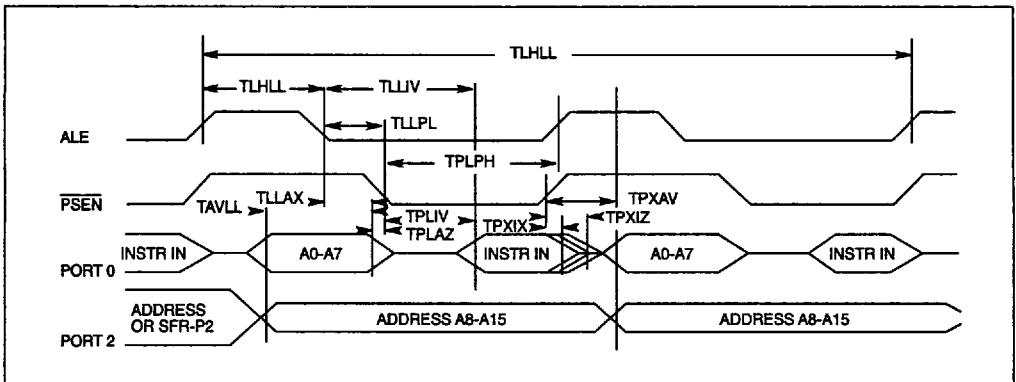 TLHLL
TLHLL TLLIV
TLLPL
ALE
TPLPH
PSEN
TLLAX
TPXAV
TAVLL
TPLIV
TPXIX
TPXIZ
TPLAZ
PORT 0
INSTR IN A0-A7 INSTR IN A0-A7 INSTR IN
ADDRESS
OR SFR-P2
ADDRESS A8-A15 ADDRESS A8-A15
PORT 2